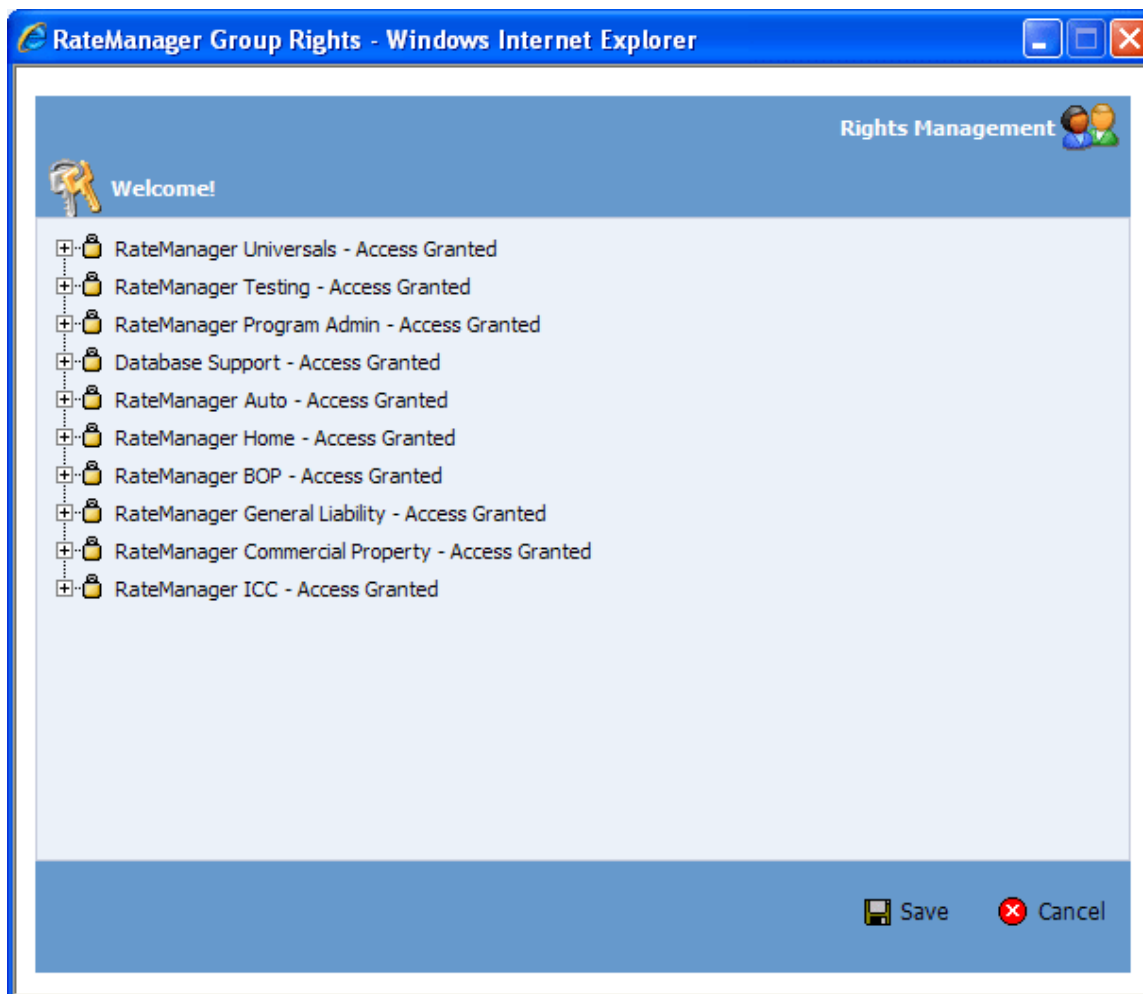 RateManager Group Rights - Windows Internet Explorer
Rights Management
Welcome!
RateManager Universals - Access Granted
RateManager Testing - Access Granted
RateManager Program Admin - Access Granted
Database Support - Access Granted
RateManager Auto - Access Granted
RateManager Home - Access Granted
RateManager BOP - Access Granted
RateManager General Liability - Access Granted
RateManager Commercial Property - Access Granted
RateManager ICC - Access Granted
Save Cancel